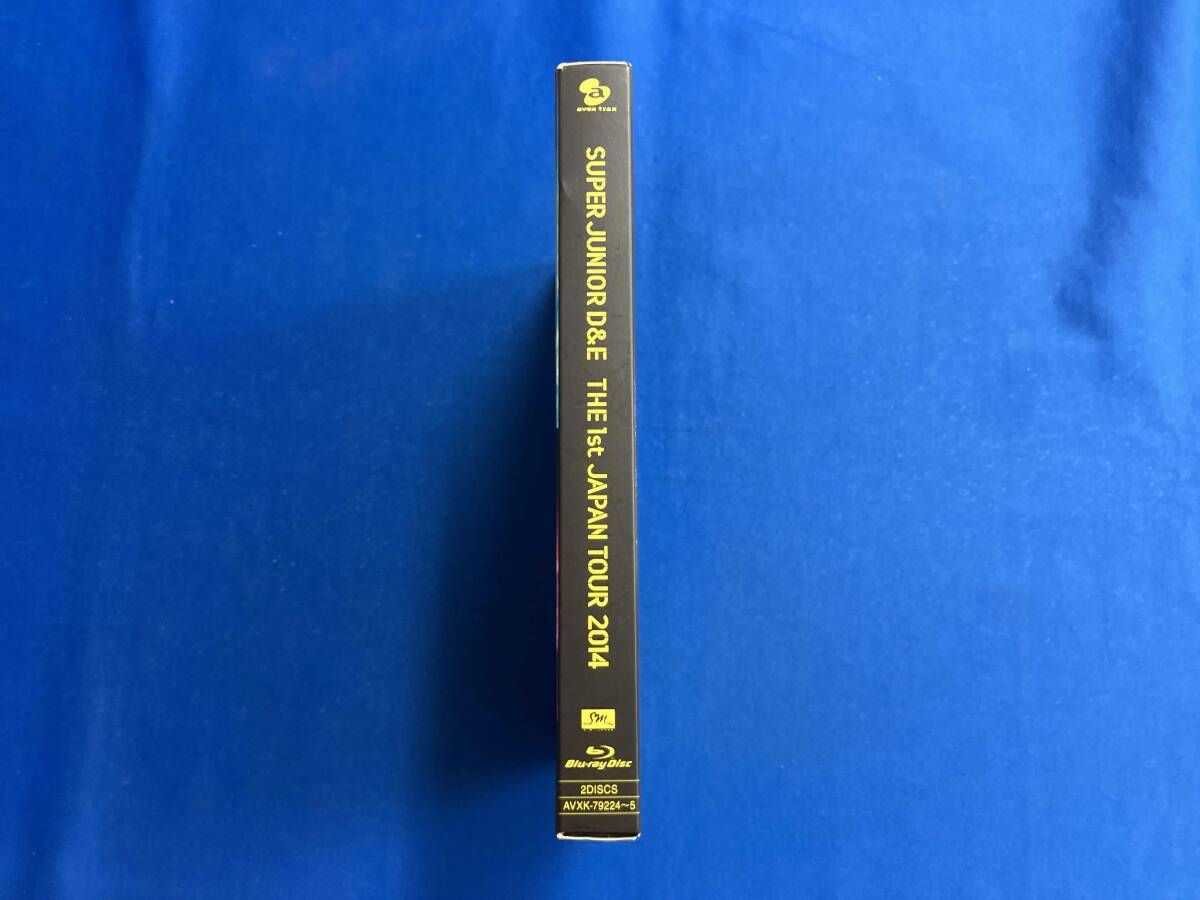 a
avex trax
SUPER JUNIOR D&E THE 1st JAPAN TOUR 2014
SM
Blu-ray Disc
2DISCS
AVXK-79224~5